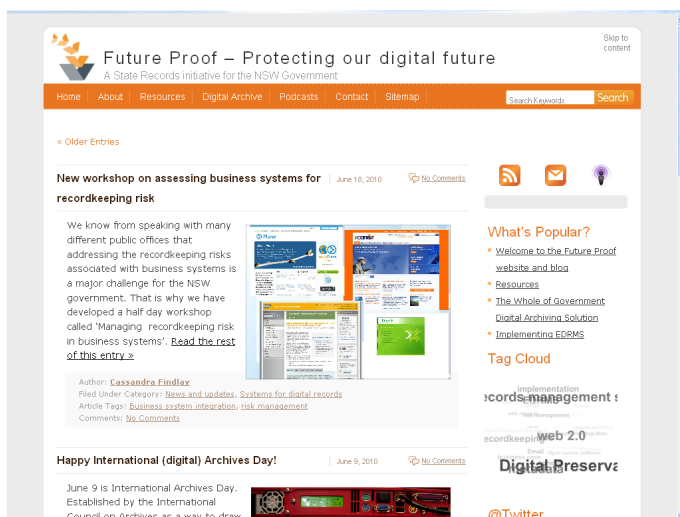 Skip to
content
Future Proof – Protecting our digital future
A State Records initiative for the NSW Government
Home About Resources Digital Archive Podcasts Contact Sitemap
Search Keywords Search
« Older Entries
New workshop on assessing business systems for
recordkeeping risk
June 18, 2010
No Comments
We know from speaking with many
different public offices that
addressing the recordkeeping risks
associated with business systems is
a major challenge for the NSW
government. That is why we have
developed a half day workshop
called 'Managing recordkeeping risk
in business systems'. Read the rest
of this entry »
Author: Cassandra Findlay
Filed Under Category: News and updates, Systems for digital records
Article Tags: Business system integration, risk management
Comments: No Comments
Happy International (digital) Archives Day!
June 9, 2010
No Comments
June 9 is International Archives Day.
Established by the International
Council on Archives as a way to draw
What's Popular?
Welcome to the Future Proof
website and blog
Resources
The Whole of Government
Digital Archiving Solution
Implementing EDRMS
Tag Cloud
implementation
EDRMS
ecords management s
risk management
ecordkeeping
web 2.0
Email
Digital Preserva
metadata
@Twitter